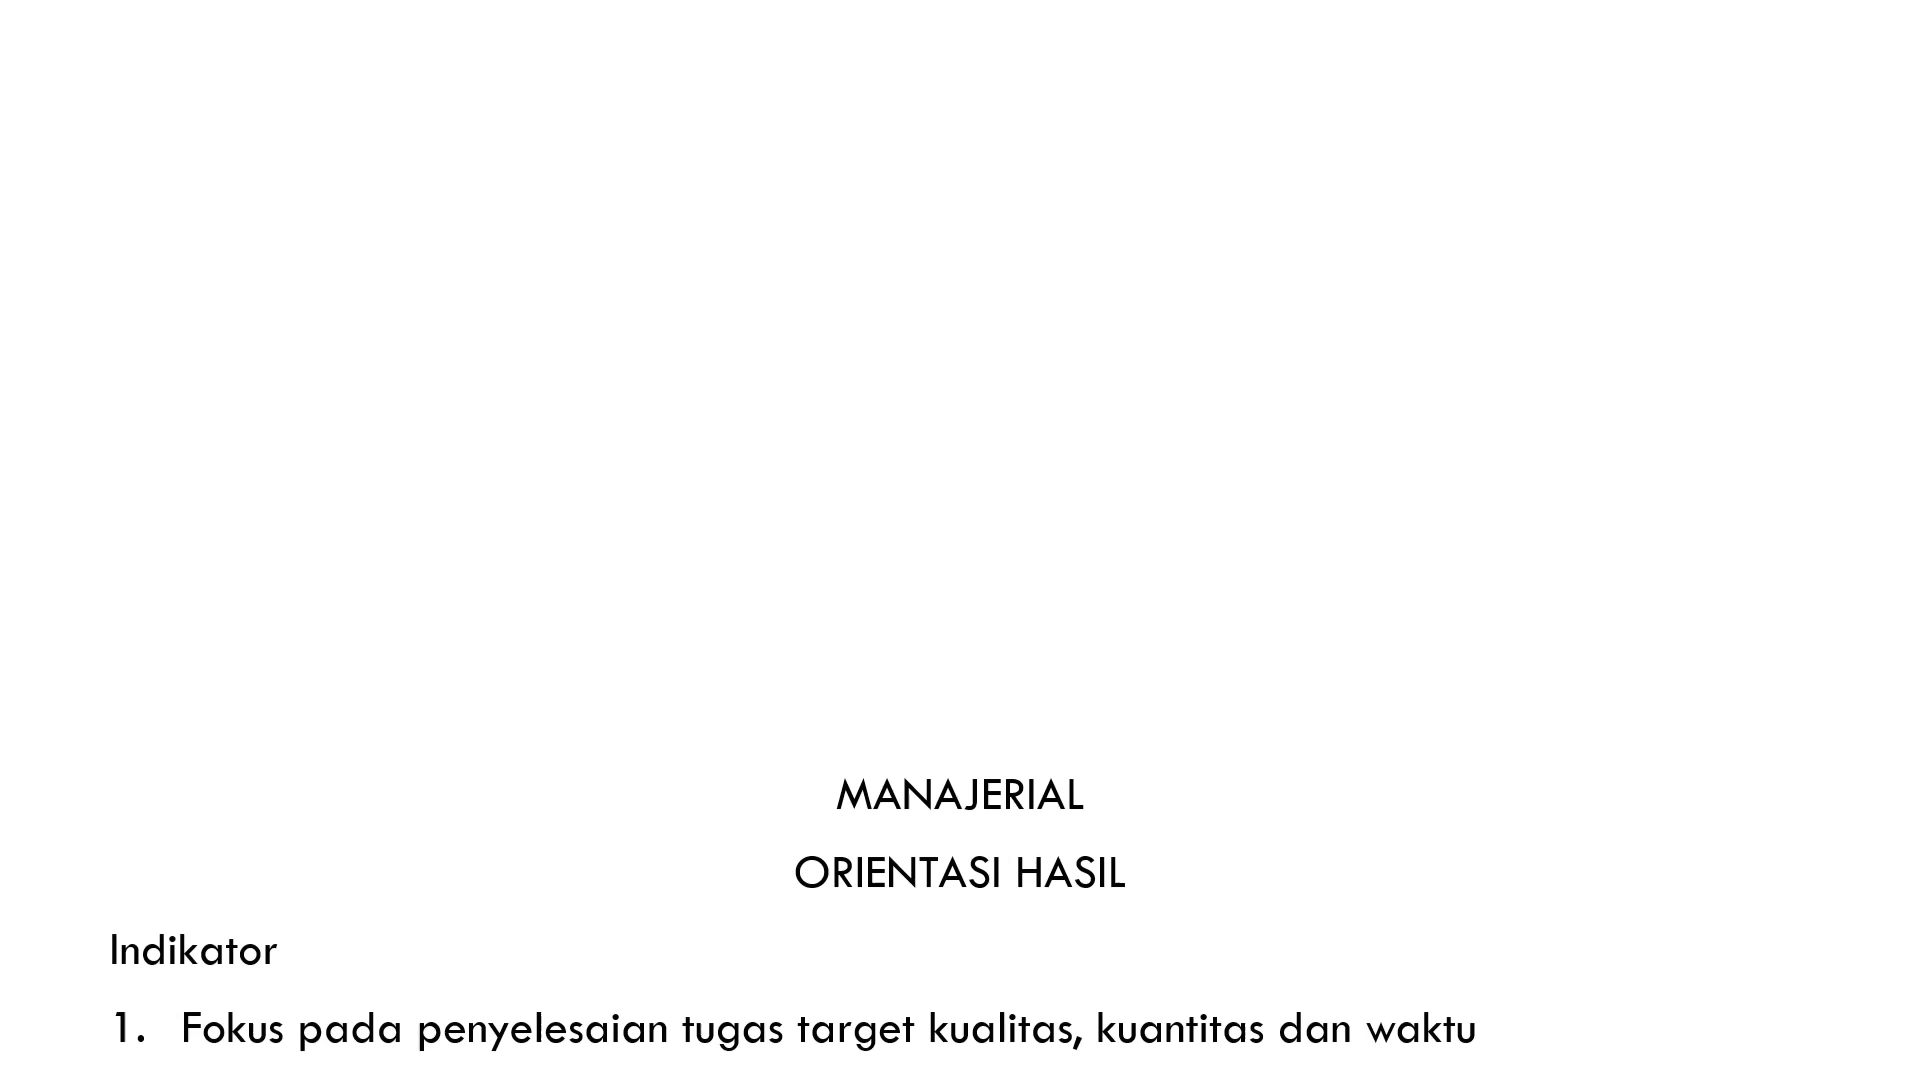 MANAJERIAL
ORIENTASI HASIL
Indikator
1. Fokus pada penyelesaian tugas target kualitas, kuantitas dan waktu